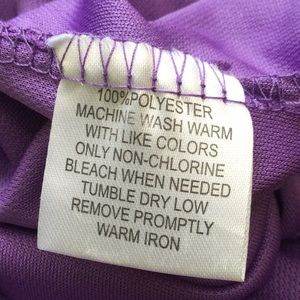 100%POLYESTER
MACHINE WASH WARM
WITH LIKE COLORS
ONLY NON-CHLORINE
BLEACH WHEN NEEDED
TUMBLE DRY LOW
REMOVE PROMPTLY
WARM IRON